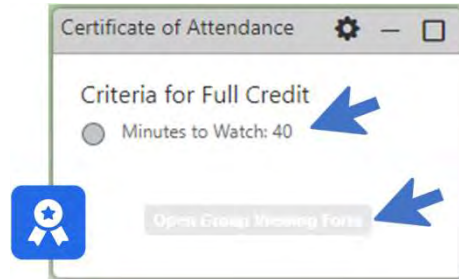 Certificate of Attendance
Criteria for Full Credit
Minutes to Watch: 40
Open Group Viewing Form